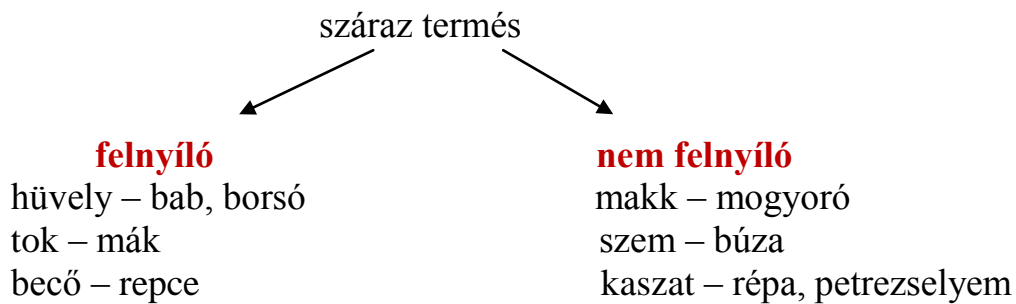 száraz termés
felnyíló
hüvely – bab, borsó
tok – mák
becő – repce
nem felnyíló
makk – mogyoró
szem – búza
kaszat – répa, petrezselyem